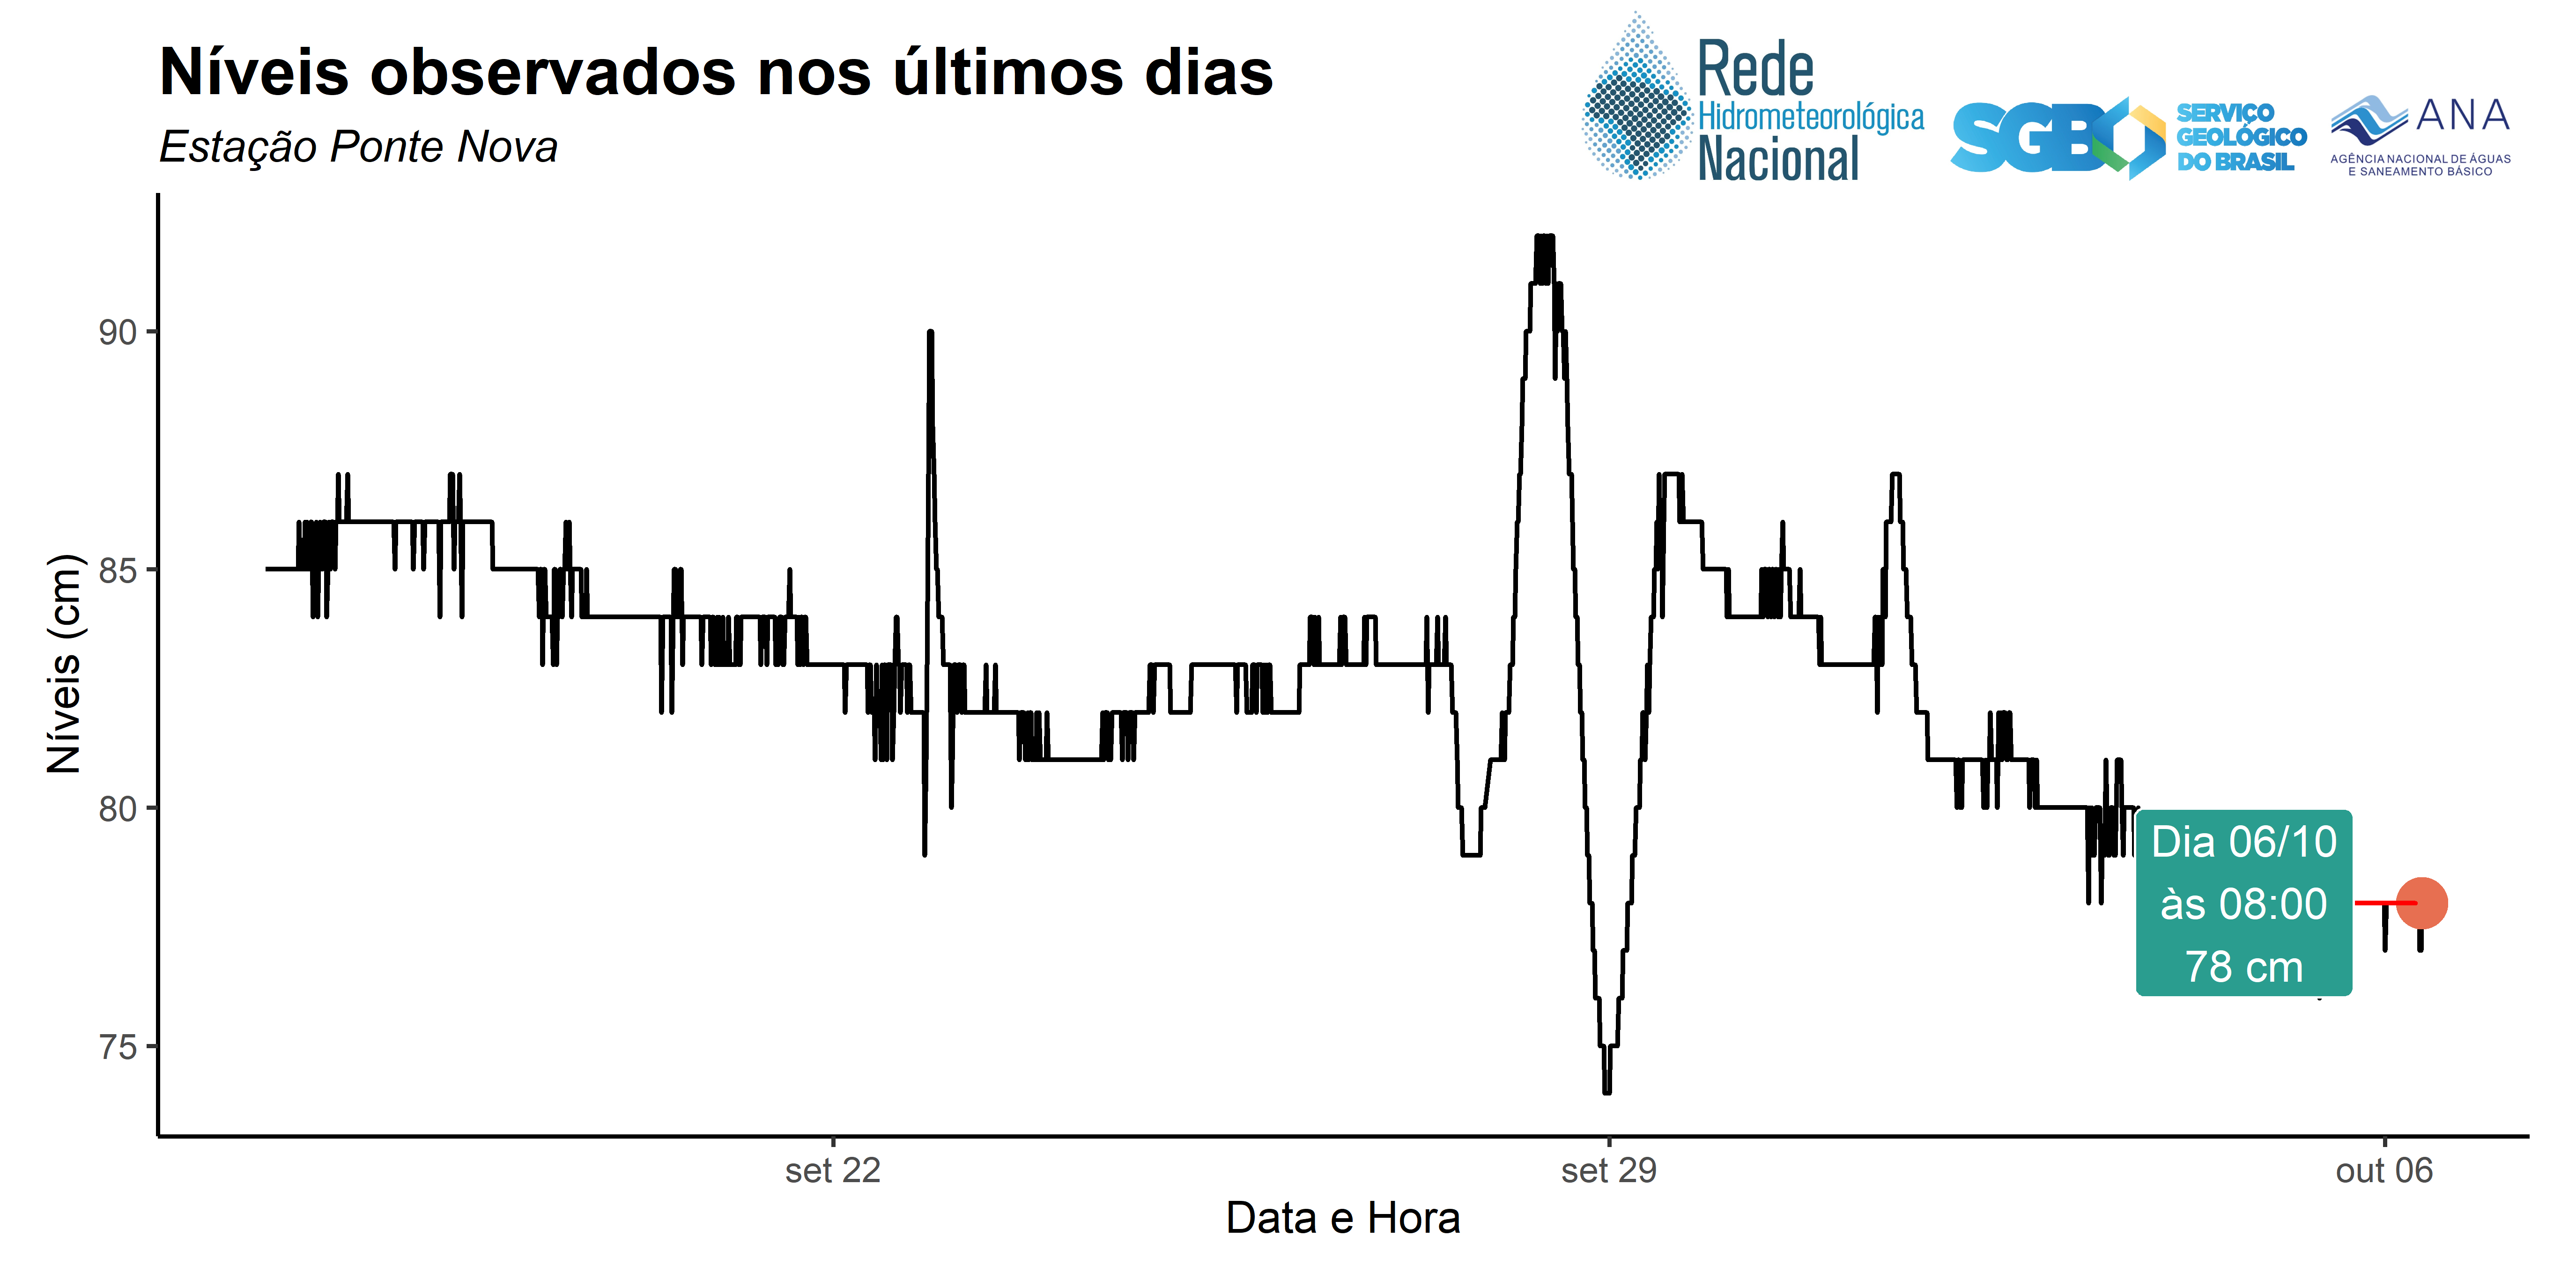 Níveis observados nos últimos dias
Estação Ponte Nova
Rede
Hidrometeorológica
Nacional
SGB
SERVIÇO
GEOLÓGICO
DO BRASIL
ANA
AGÊNCIA NACIONAL DE ÁGUAS
E SANEAMENTO BÁSICO
Níveis (cm)
90
85
80
75
Dia 06/10
às 08:00
78 cm
set 22
set 29
out 06
Data e Hora